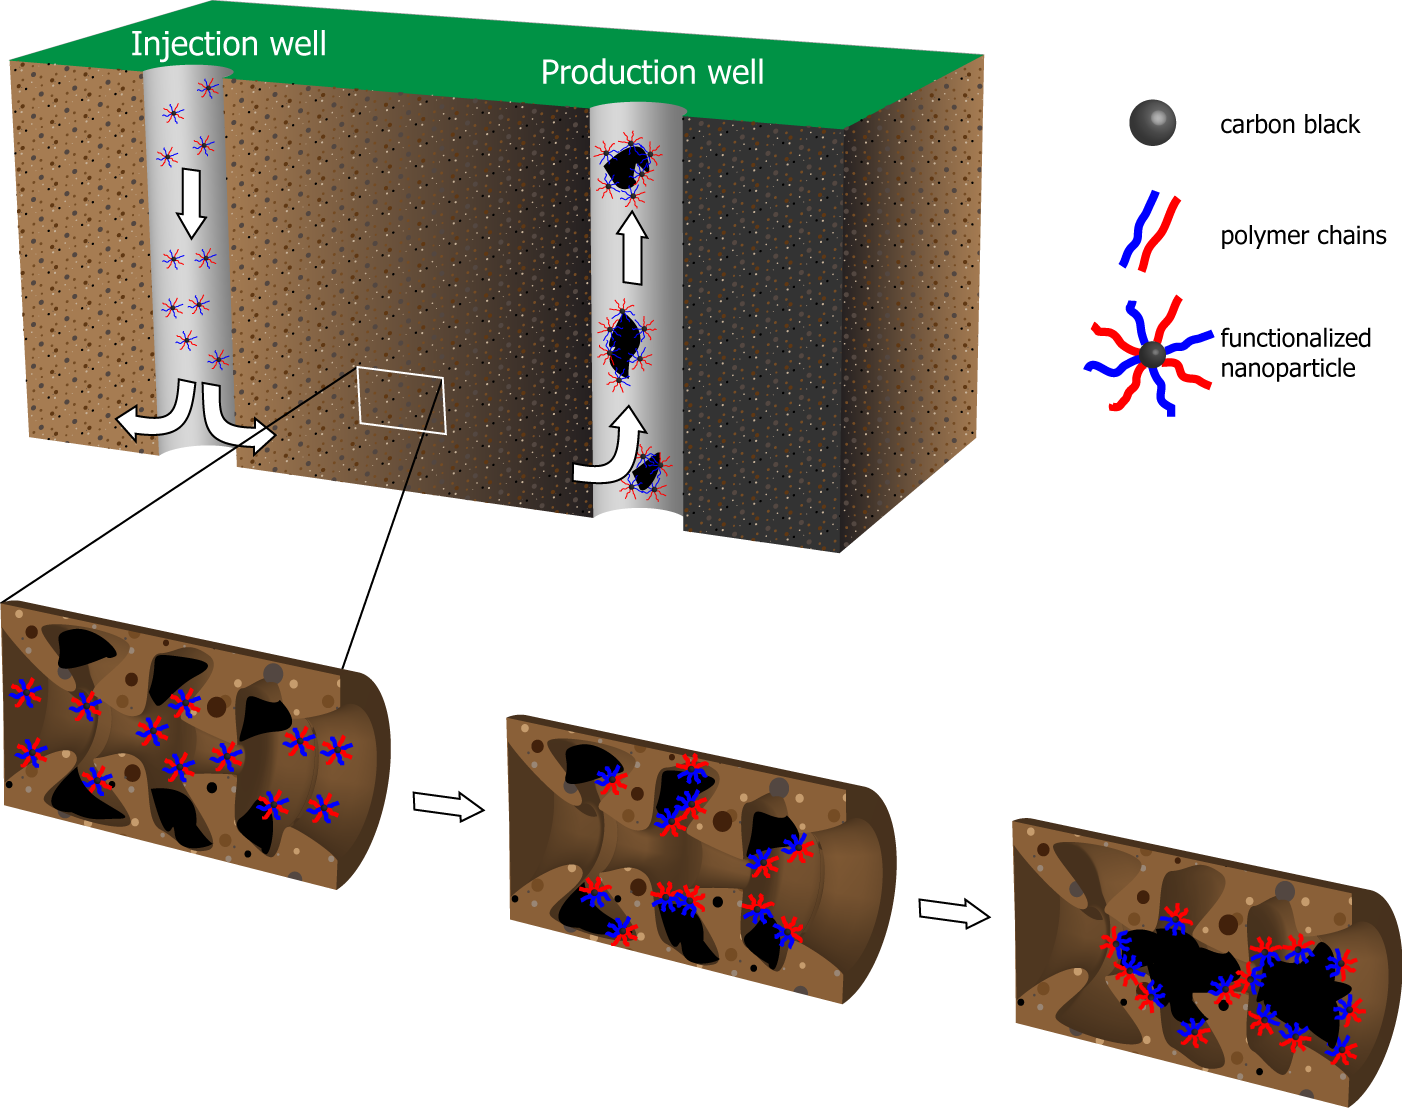 Injection well
Production well
carbon black
polymer chains
functionalized
nanoparticle